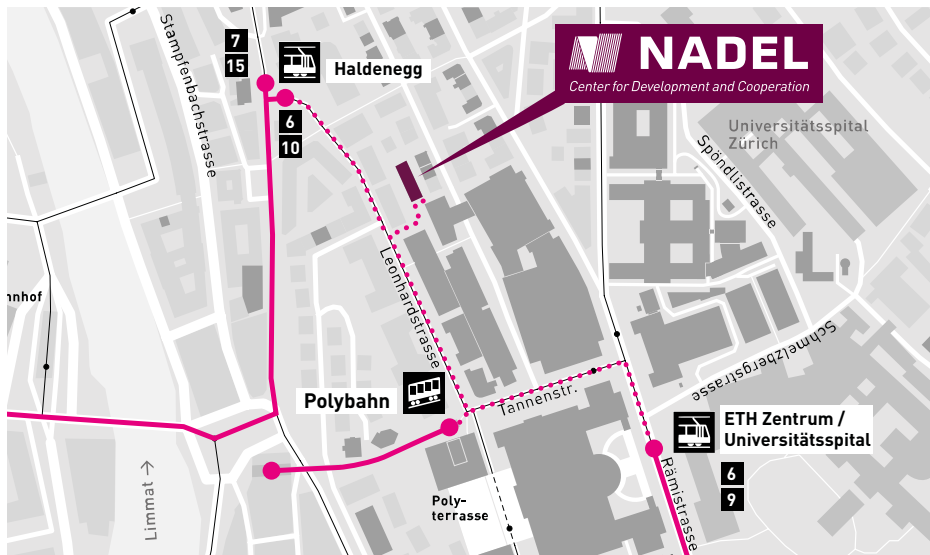 Stampfenbachstrasse
7
15
Haldenegg
6
10
NADEL
Center for Development and Cooperation
Universitätsspital
Zürich
Spöndlistrasse
Leonhardstrasse
nnhof
Schmelzbergstrasse
Polybahn
Tannenstr.
ETH Zentrum /
Universitätsspital
6
9
Limmat →
Poly-
terrasse
Rämistrasse